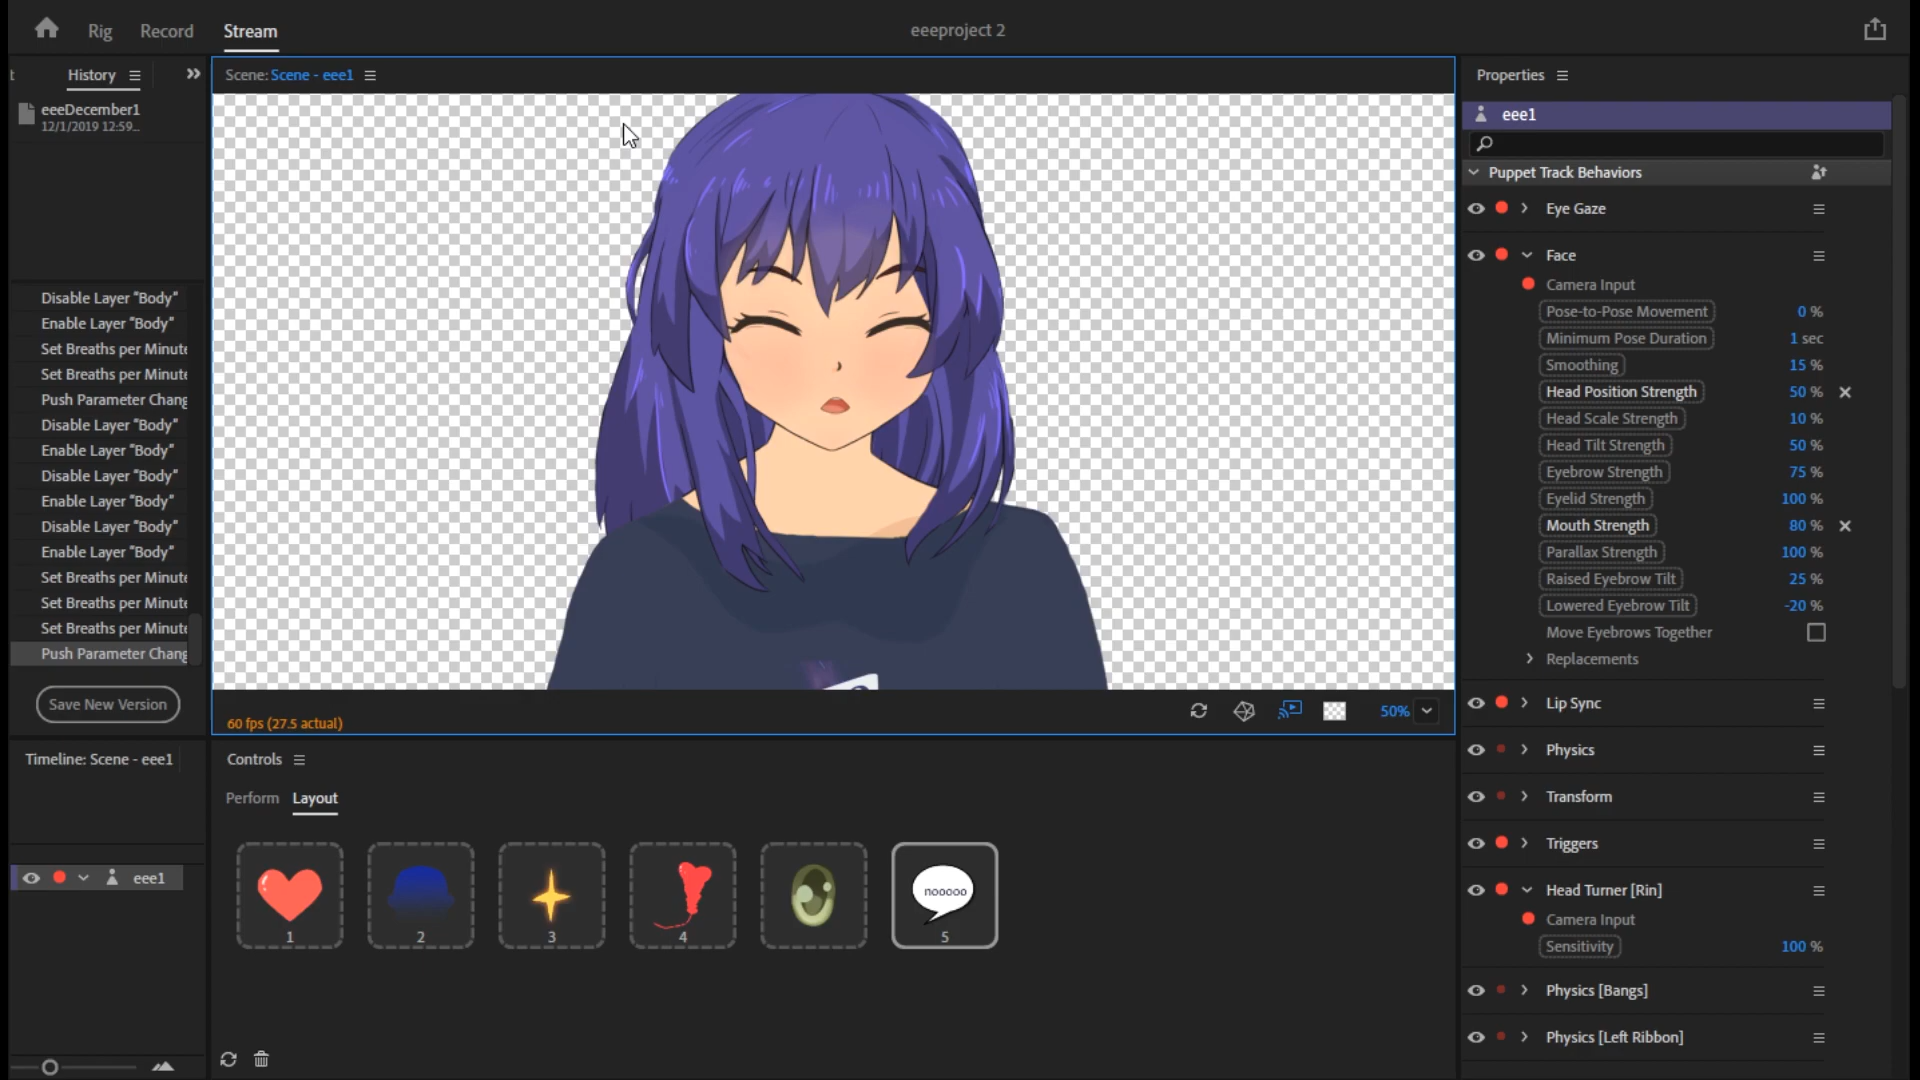 Rig
Record
Stream
eeeproject 2
t
History
Scene: Scene - eee1
Properties
eeeDecember1
12/1/2019 12:59...
Disable Layer “Body”
Enable Layer “Body”
Set Breaths per Minute
Set Breaths per Minute
Push Parameter Chang
Disable Layer “Body”
Enable Layer “Body”
Disable Layer “Body”
Enable Layer “Body”
Disable Layer “Body”
Enable Layer “Body”
Set Breaths per Minute
Set Breaths per Minute
Set Breaths per Minute
Push Parameter Chang
Save New Version
60 fps (27.5 actual)
50%
Timeline: Scene - eee1
eee1
Controls
Perform
Layout
1
2
3
4
nooooo
5
eee1
Puppet Track Behaviors
Eye Gaze
Face
Camera Input
Pose-to-Pose Movement 0 %
Minimum Pose Duration 1 sec
Smoothing 15 %
Head Position Strength 50 %
Head Scale Strength 10 %
Head Tilt Strength 50 %
Eyebrow Strength 75 %
Eyelid Strength 100 %
Mouth Strength 80 %
Parallax Strength 100 %
Raised Eyebrow Tilt 25 %
Lowered Eyebrow Tilt -20 %
Move Eyebrows Together
Replacements
Lip Sync
Physics
Transform
Triggers
Head Turner [Rin]
Camera Input
Sensitivity 100 %
Physics [Bangs]
Physics [Left Ribbon]